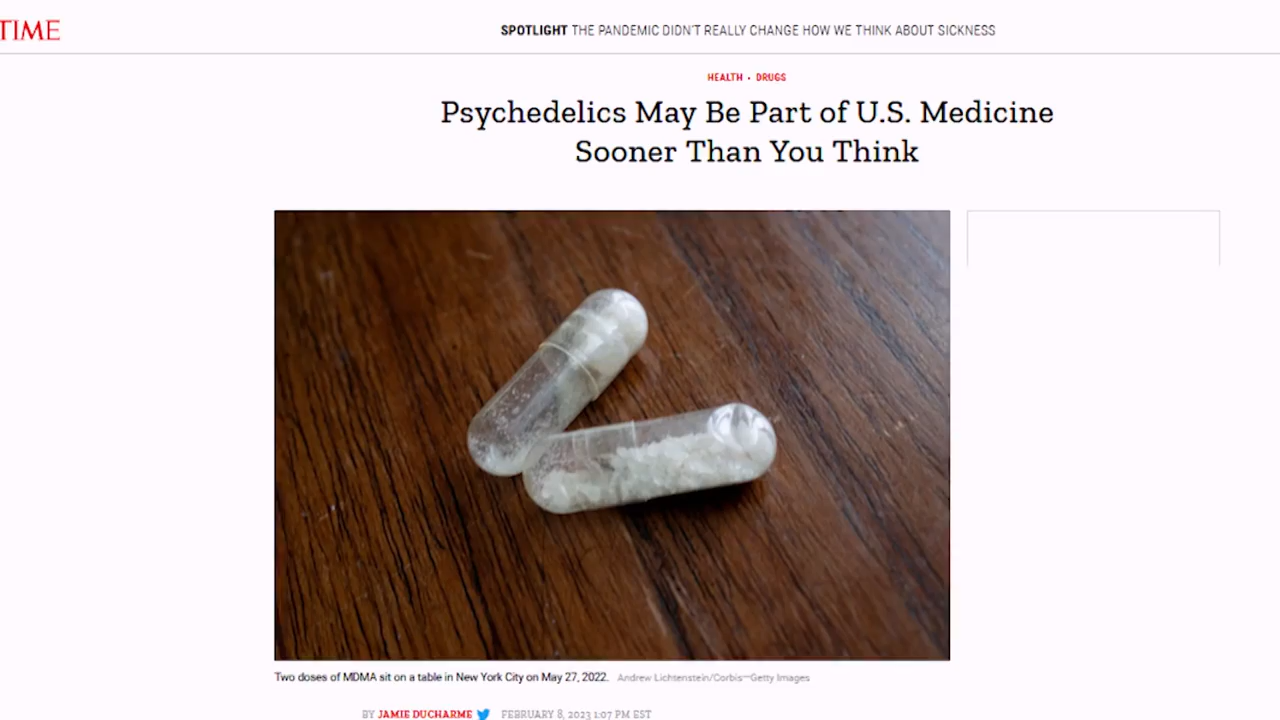 TIME
SPOTLIGHT THE PANDEMIC DIDN'T REALLY CHANGE HOW WE THINK ABOUT SICKNESS
HEALTH • DRUGS
Psychedelics May Be Part of U.S. Medicine
Sooner Than You Think
Two doses of MDMA sit on a table in New York City on May 27, 2022. Andrew Lichtenstein/Corbis—Getty Images
BY JAMIE DUCHARME FEBRUARY 8, 2023 1:07 PM EST